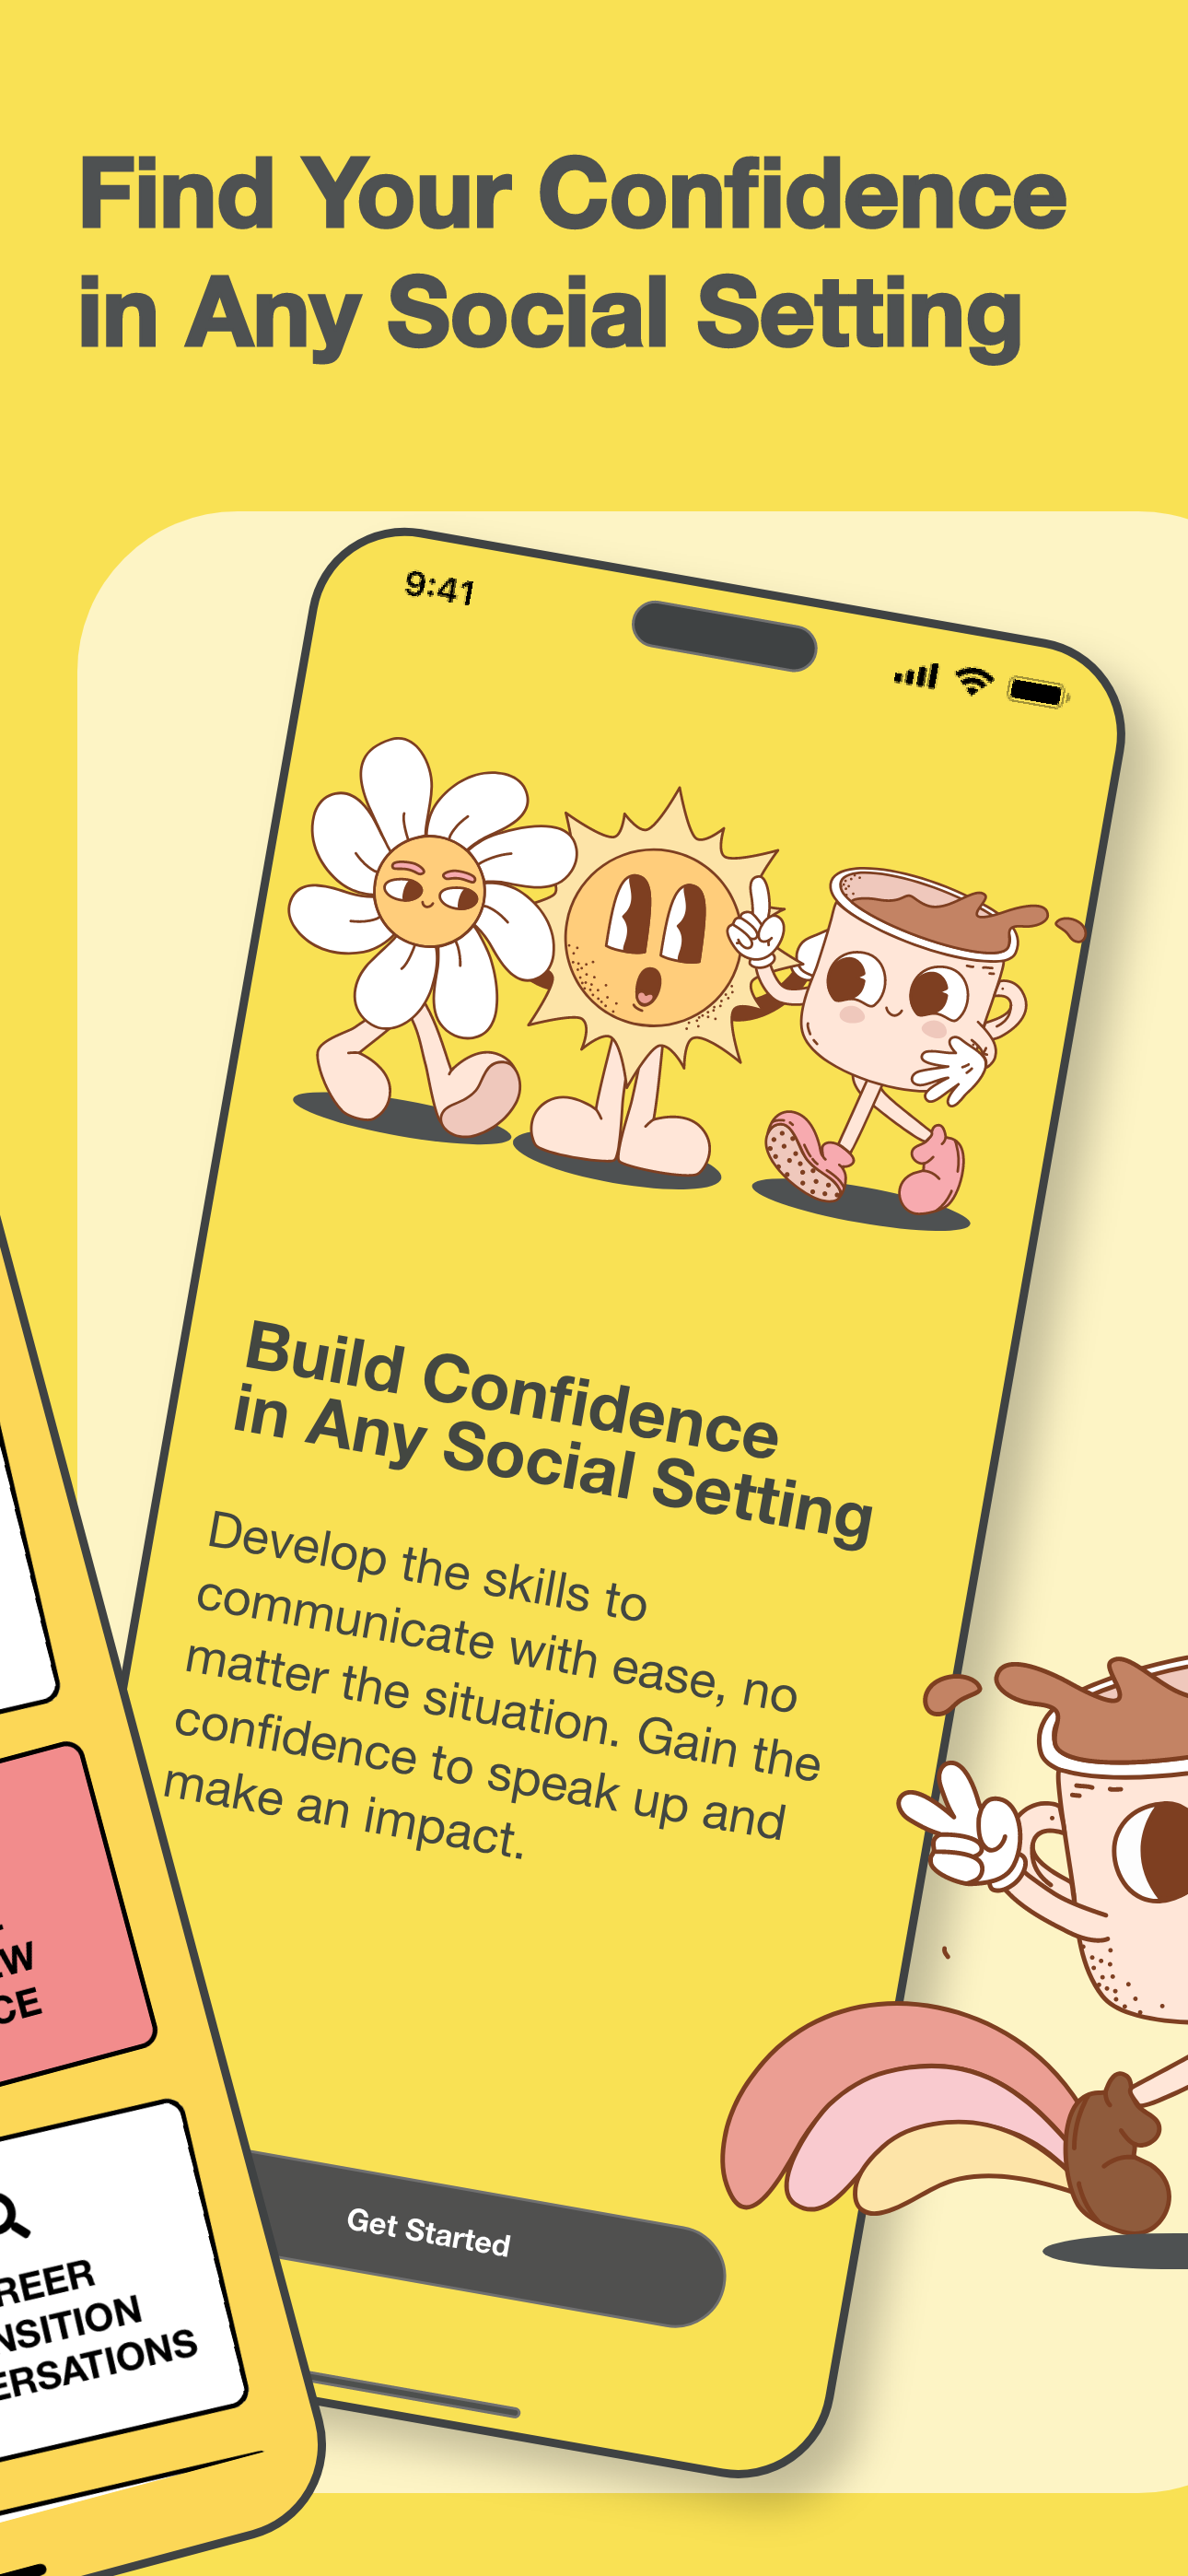 Find Your Confidence
in Any Social Setting
9:41
Build Confidence
in Any Social Setting
Develop the skills to
communicate with ease, no
matter the situation. Gain the
confidence to speak up and
make an impact.
Get Started